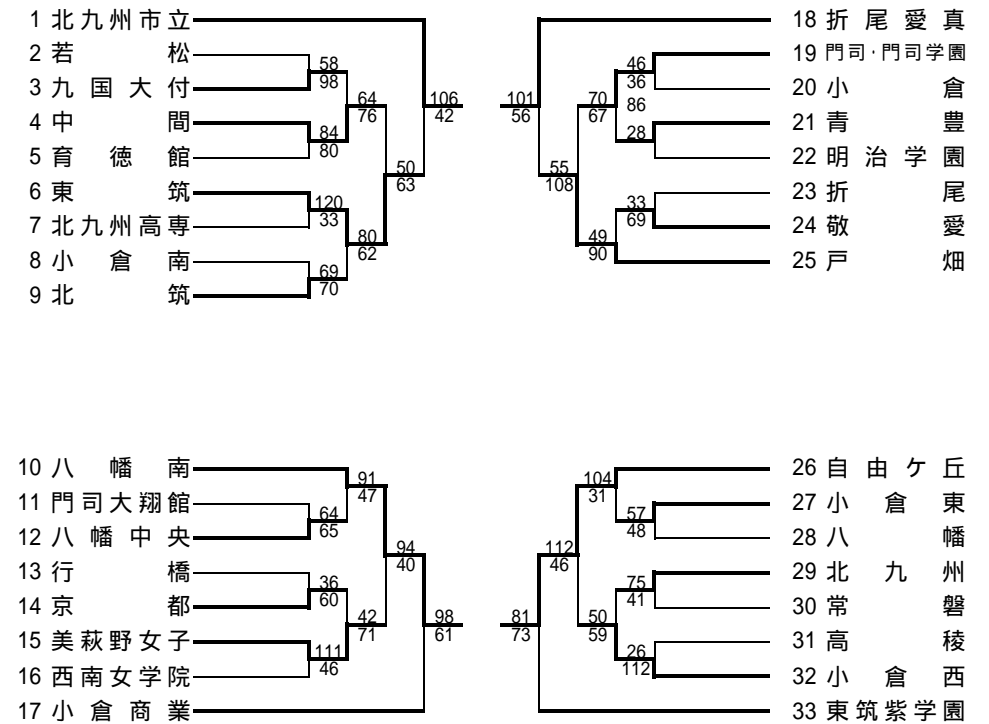 1 北九州市立
2 若松
3 九国大付
4 中間
5 育徳館
6 東筑
7 北九州高専
8 小倉南
9 北筑
58
98
84
80
120
33
69
70
64
76
80
62
50
63
106
42
18 折尾愛真
19 門司・門司学園
20 小倉
21 青豊
22 明治学園
23 折尾
24 敬愛
25 戸畑
46
36
86
28
33
69
70
67
49
90
55
108
101
56
10 八幡南
11 門司大翔館
12 八幡中央
13 行橋
14 京都
15 美萩野女子
16 西南女学院
17 小倉商業
64
65
36
60
111
46
91
47
42
71
94
40
98
61
26 自由ケ丘
27 小倉東
28 八幡
29 北九州
30 常磐
31 高稜
32 小倉西
33 東筑紫学園
57
48
75
41
26
112
104
31
50
59
112
46
81
73